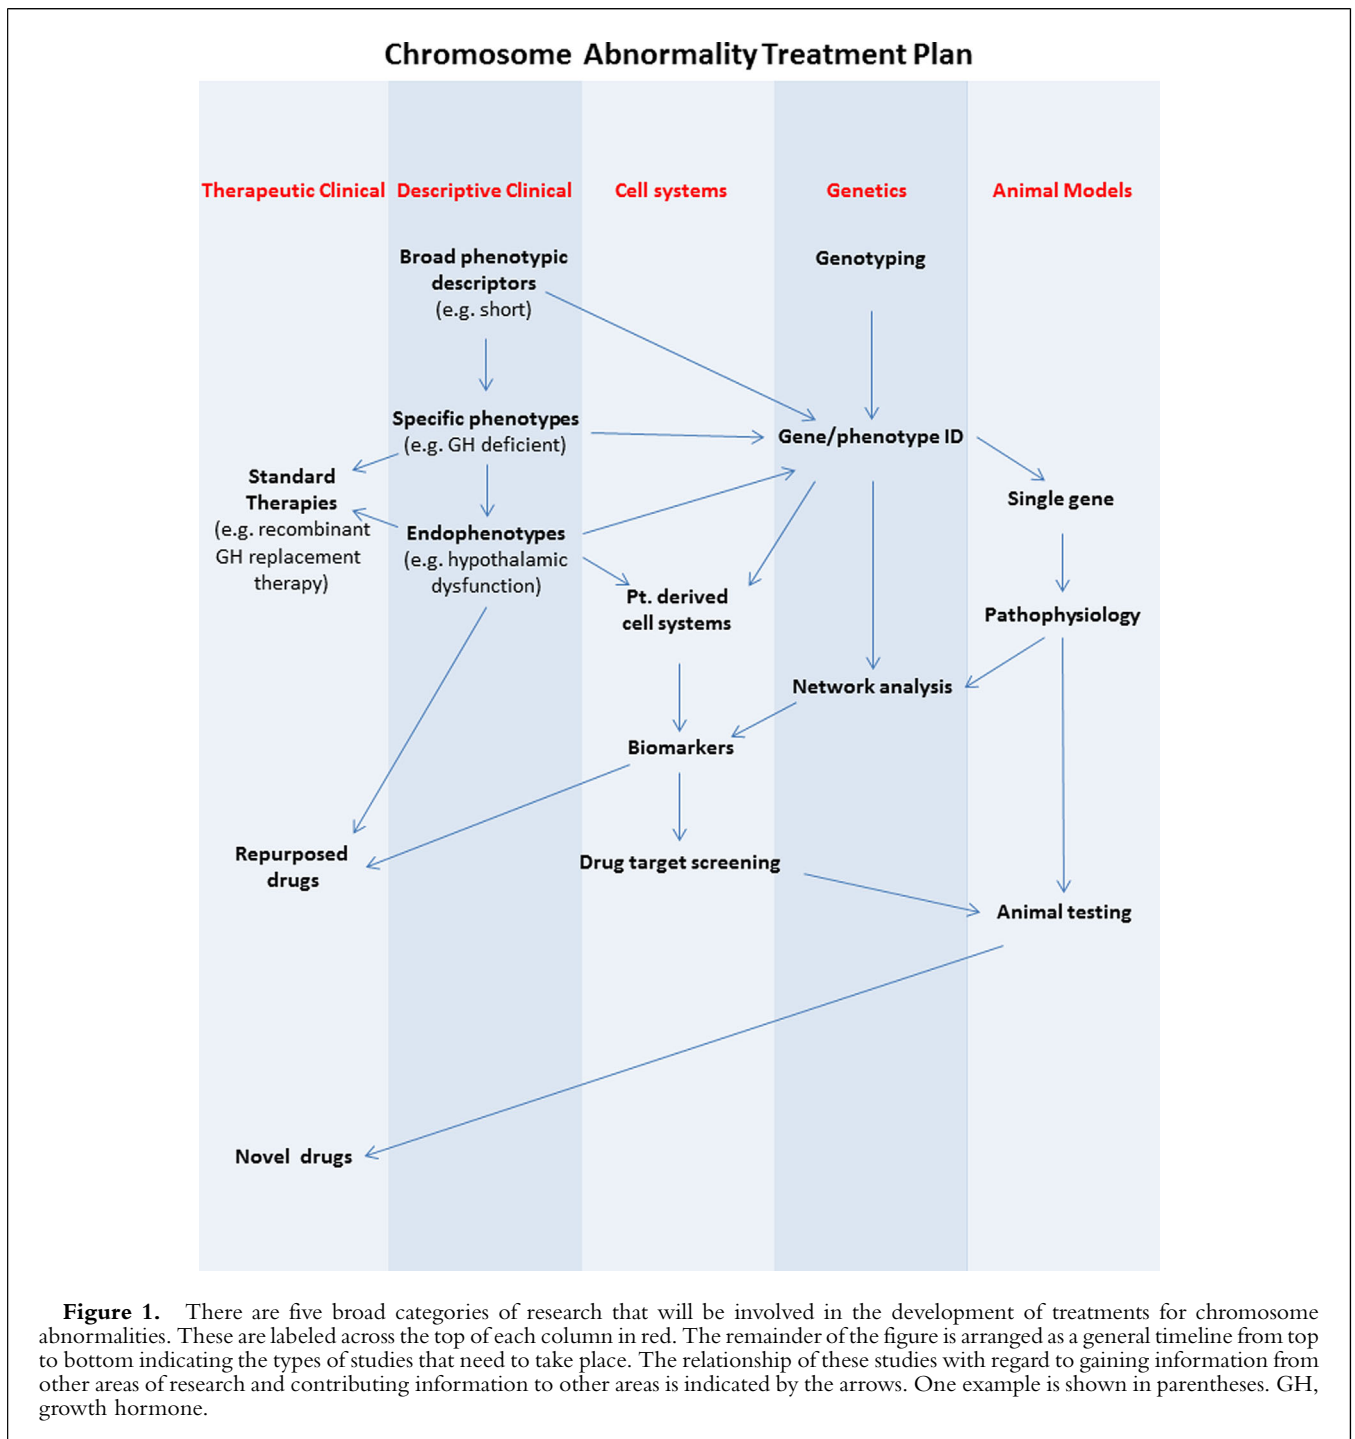 Chromosome Abnormality Treatment Plan
Therapeutic Clinical
Descriptive Clinical
Cell systems
Genetics
Animal Models
Broad phenotypic
descriptors
(e.g. short)
Genotyping
Specific phenotypes
(e.g. GH deficient)
Gene/phenotype ID
Standard
Therapies
(e.g. recombinant
GH replacement
therapy)
Single gene
Endophenotypes
(e.g. hypothalamic
dysfunction)
Pt. derived
cell systems
Pathophysiology
Network analysis
Biomarkers
Repurposed
drugs
Drug target screening
Animal testing
Novel drugs
Figure 1. There are five broad categories of research that will be involved in the development of treatments for chromosome
abnormalities. These are labeled across the top of each column in red. The remainder of the figure is arranged as a general timeline from top
to bottom indicating the types of studies that need to take place. The relationship of these studies with regard to gaining information from
other areas of research and contributing information to other areas is indicated by the arrows. One example is shown in parentheses. GH,
growth hormone.